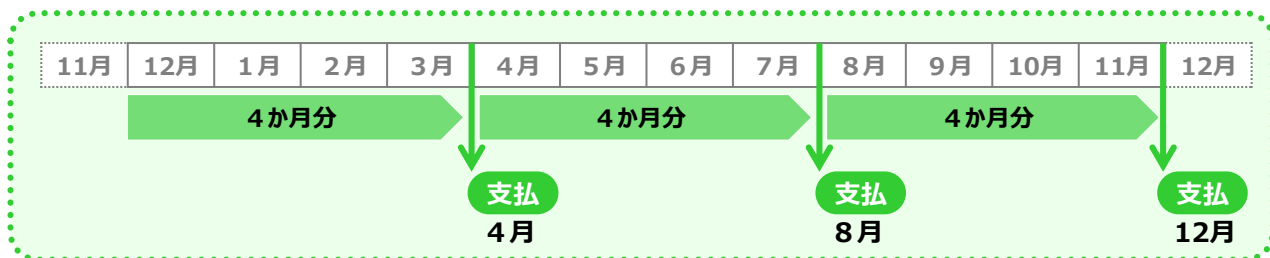 11月 12月 1月 2月 3月 4月 5月 6月 7月 8月 9月 10月 11月 12月
4か月分 4か月分 4か月分
支払 支払 支払
4月 8月 12月